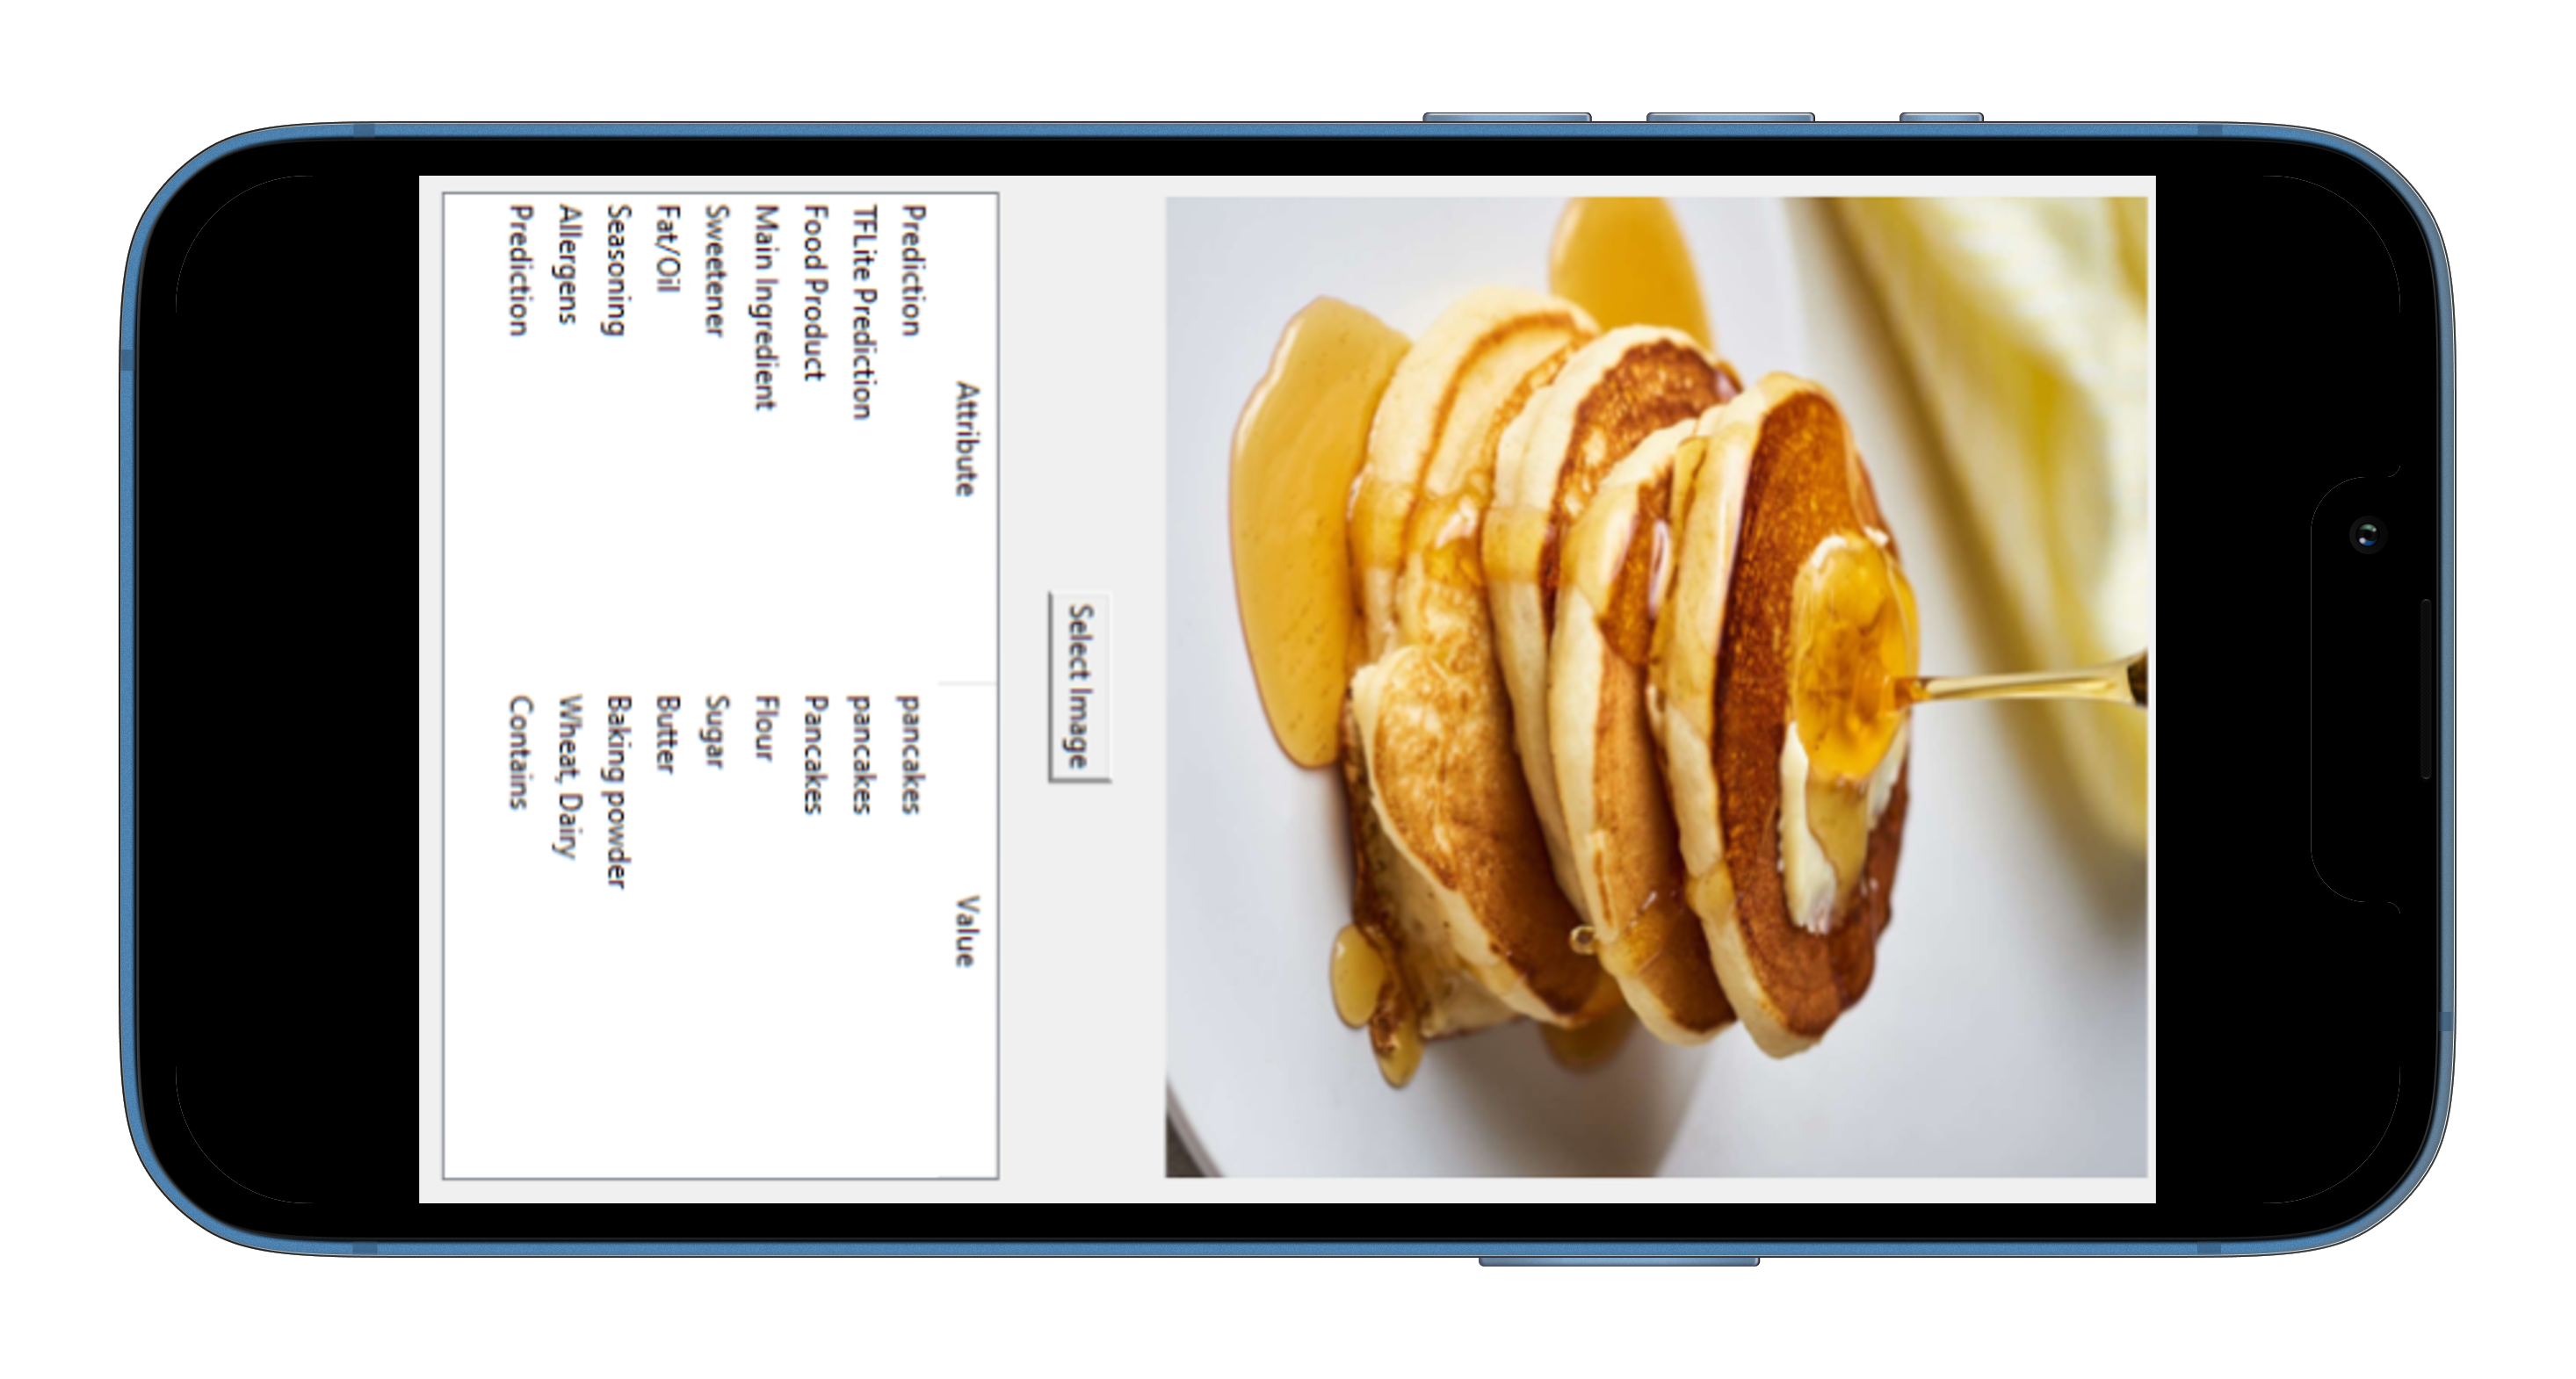 Select Image
Attribute Value
Prediction pancakes
TFLite Prediction pancakes
Food Product Pancakes
Main Ingredient Flour
Sweetener Sugar
Fat/Oil Butter
Seasoning Baking powder
Allergens Wheat, Dairy
Prediction Contains